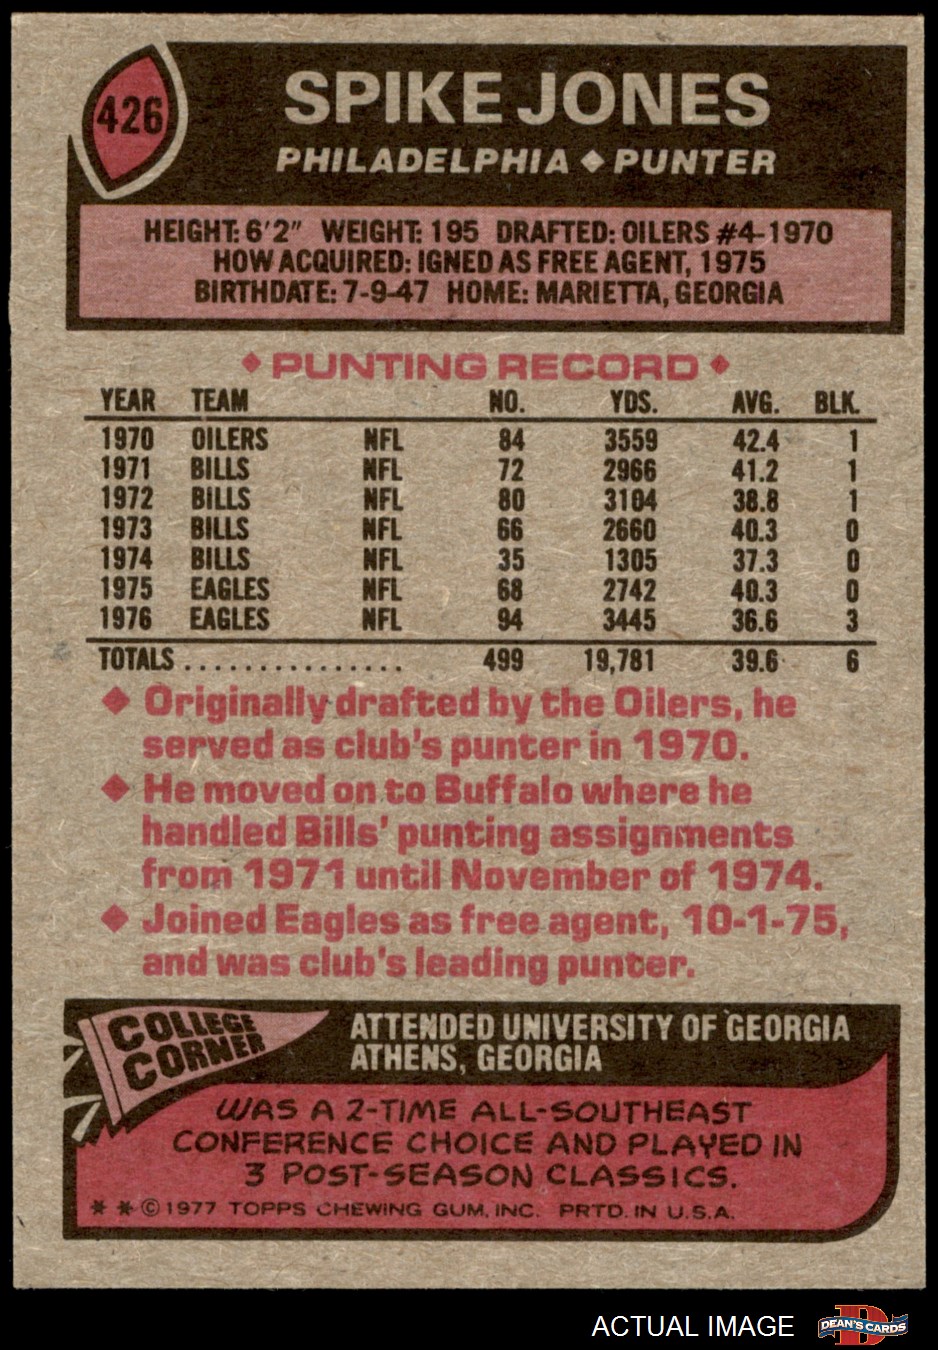 426
SPIKE JONES
PHILADELPHIA ◆ PUNTER
HEIGHT: 6'2" WEIGHT: 195 DRAFTED: OILERS #4-1970
HOW ACQUIRED: IGNED AS FREE AGENT, 1975
BIRTHDATE: 7-9-47 HOME: MARIETTA, GEORGIA
◆ PUNTING RECORD ◆
YEAR TEAM NO. YDS. AVG. BLK.
1970 OILERS NFL 84 3559 42.4 1
1971 BILLS NFL 72 2966 41.2 1
1972 BILLS NFL 80 3104 38.8 1
1973 BILLS NFL 66 2660 40.3 0
1974 BILLS NFL 35 1305 37.3 0
1975 EAGLES NFL 68 2742 40.3 0
1976 EAGLES NFL 94 3445 36.6 3
TOTALS ............... 499 19,781 39.6 6
◆ Originally drafted by the Oilers, he
served as club's punter in 1970.
◆ He moved on to Buffalo where he
handled Bills' punting assignments
from 1971 until November of 1974.
◆ Joined Eagles as free agent, 10-1-75,
and was club's leading punter.
COLLEGE
CORNER
ATTENDED UNIVERSITY OF GEORGIA
ATHENS, GEORGIA
WAS A 2-TIME ALL-SOUTHEAST
CONFERENCE CHOICE AND PLAYED IN
3 POST-SEASON CLASSICS.
* * © 1977 TOPPS CHEWING GUM, INC. PRTD. IN U.S.A.
ACTUAL IMAGE
D
DEAN'S CARDS